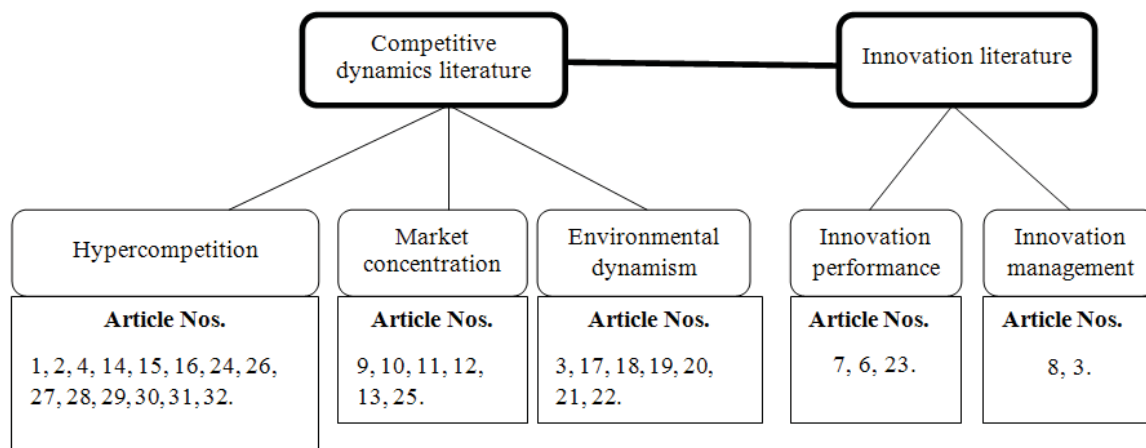 Competitive
dynamics literature
Innovation literature
Hypercompetition
Market
concentration
Environmental
dynamism
Innovation
performance
Innovation
management
Article Nos.
1, 2, 4, 14, 15, 16, 24, 26,
27, 28, 29, 30, 31, 32.
Article Nos.
9, 10, 11, 12,
13, 25.
Article Nos.
3, 17, 18, 19, 20,
21, 22.
Article Nos.
7, 6, 23.
Article Nos.
8, 3.